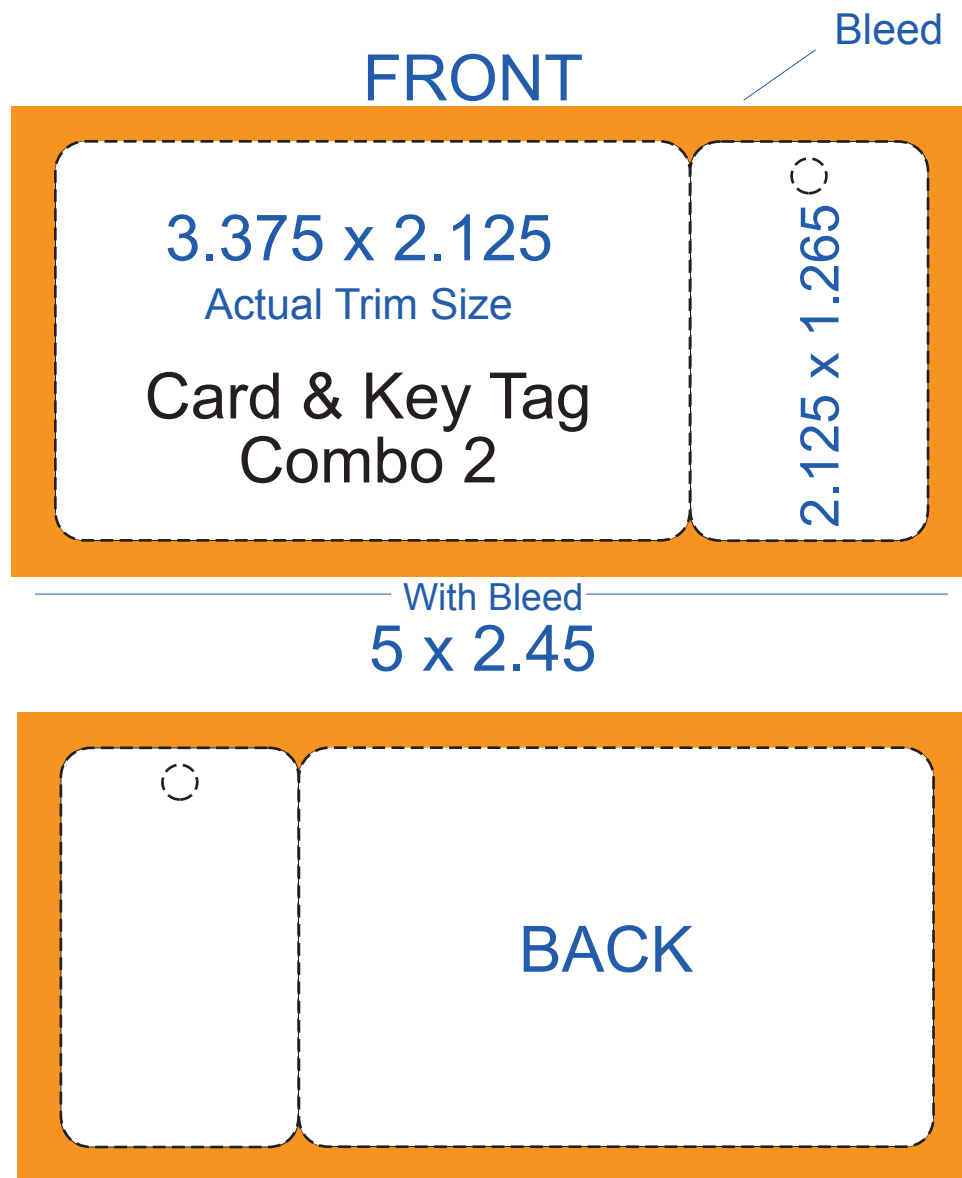 Bleed
FRONT
3.375 x 2.125
Actual Trim Size
Card & Key Tag
Combo 2
2.125 x 1.265
With Bleed
5 x 2.45
BACK